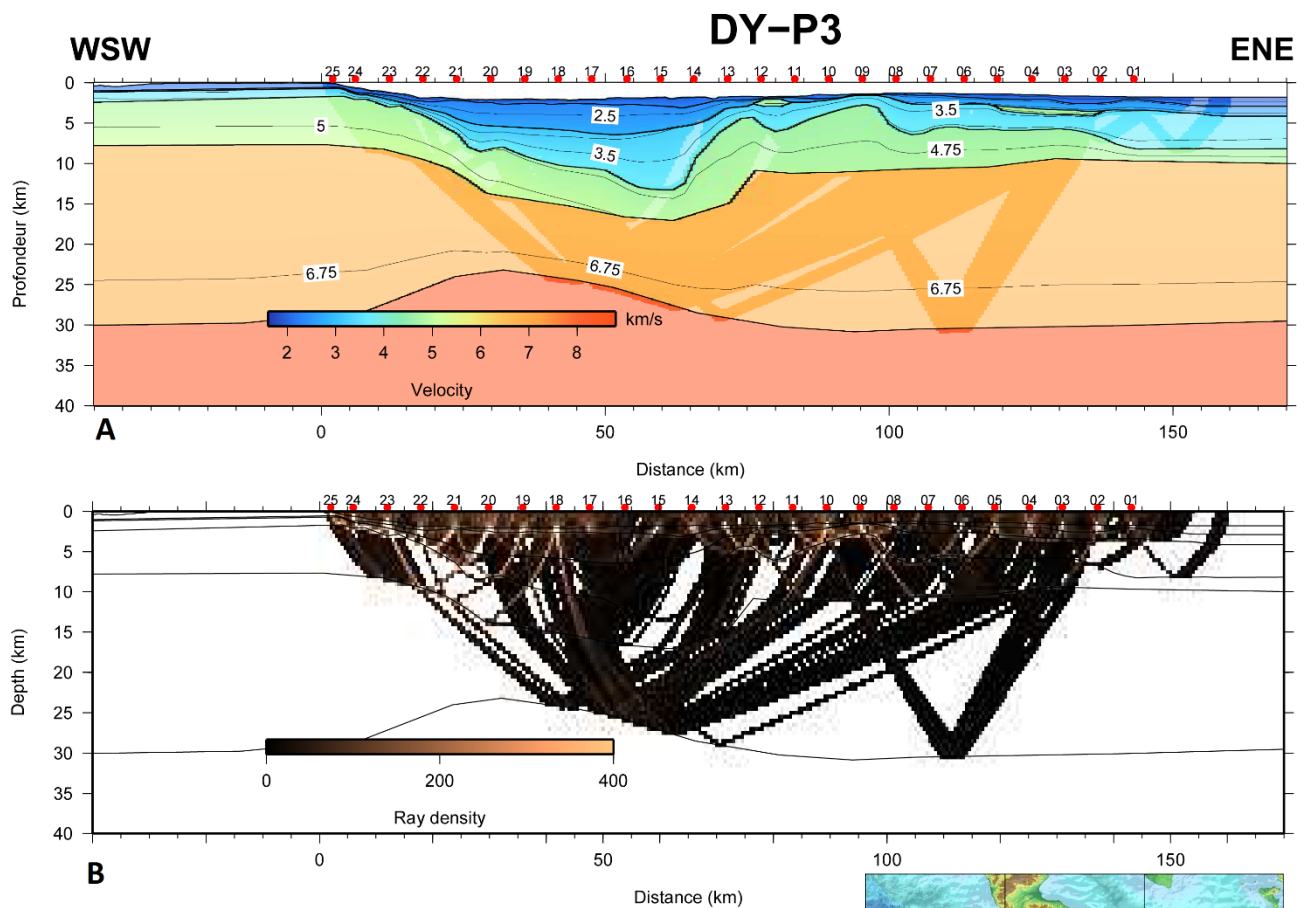 DY−P3
WSW
ENE
25 24 23 22 21 20 19 18 17 16 15 14 13 12 11 10 09 08 07 06 05 04 03 02 01
0
5
10
15
20
25
30
35
40
Profondeur (km)
2.5
3.5
5
3.5
4.75
6.75
6.75
6.75
km/s
2 3 4 5 6 7 8
Velocity
A
0 50 100 150
Distance (km)
25 24 23 22 21 20 19 18 17 16 15 14 13 12 11 10 09 08 07 06 05 04 03 02 01
0
5
10
15
20
25
30
35
40
Depth (km)
0 200 400
Ray density
B
0 50 100 150
Distance (km)